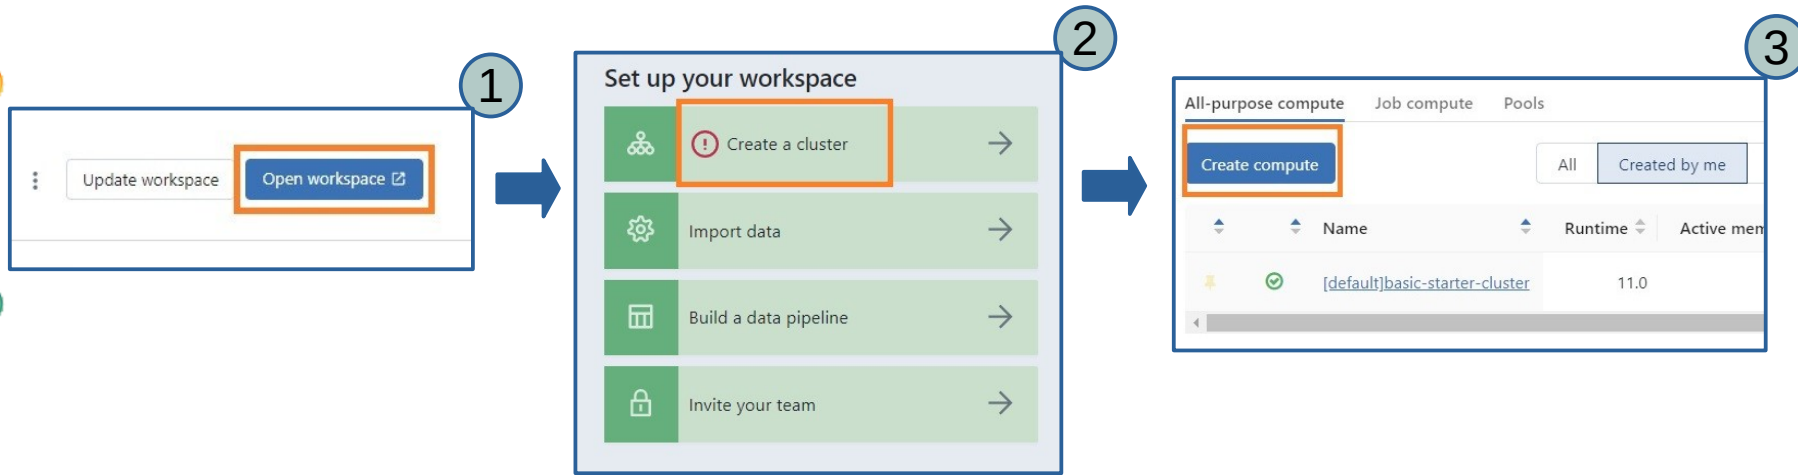 1
Update workspace
Open workspace
2
Set up your workspace
Create a cluster
Import data
Build a data pipeline
Invite your team
3
All-purpose compute Job compute Pools
Create compute
All Created by me
Name Runtime Active mem
[default]basic-starter-cluster 11.0